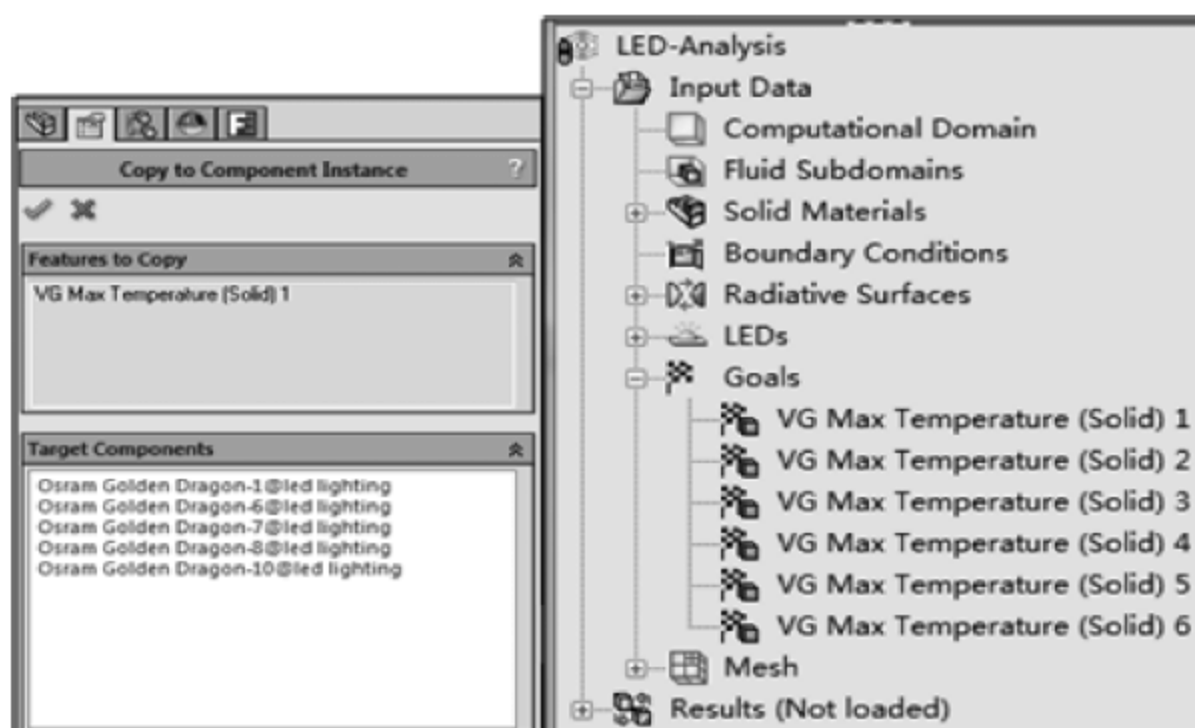 Copy to Component Instance ?
Features to Copy
VG Max Temperature (Solid) 1
Target Components
Osram Golden Dragon-1@led lighting
Osram Golden Dragon-6@led lighting
Osram Golden Dragon-7@led lighting
Osram Golden Dragon-8@led lighting
Osram Golden Dragon-10@led lighting
LED-Analysis
Input Data
Computational Domain
Fluid Subdomains
Solid Materials
Boundary Conditions
Radiative Surfaces
LEDs
Goals
VG Max Temperature (Solid) 1
VG Max Temperature (Solid) 2
VG Max Temperature (Solid) 3
VG Max Temperature (Solid) 4
VG Max Temperature (Solid) 5
VG Max Temperature (Solid) 6
Mesh
Results (Not loaded)